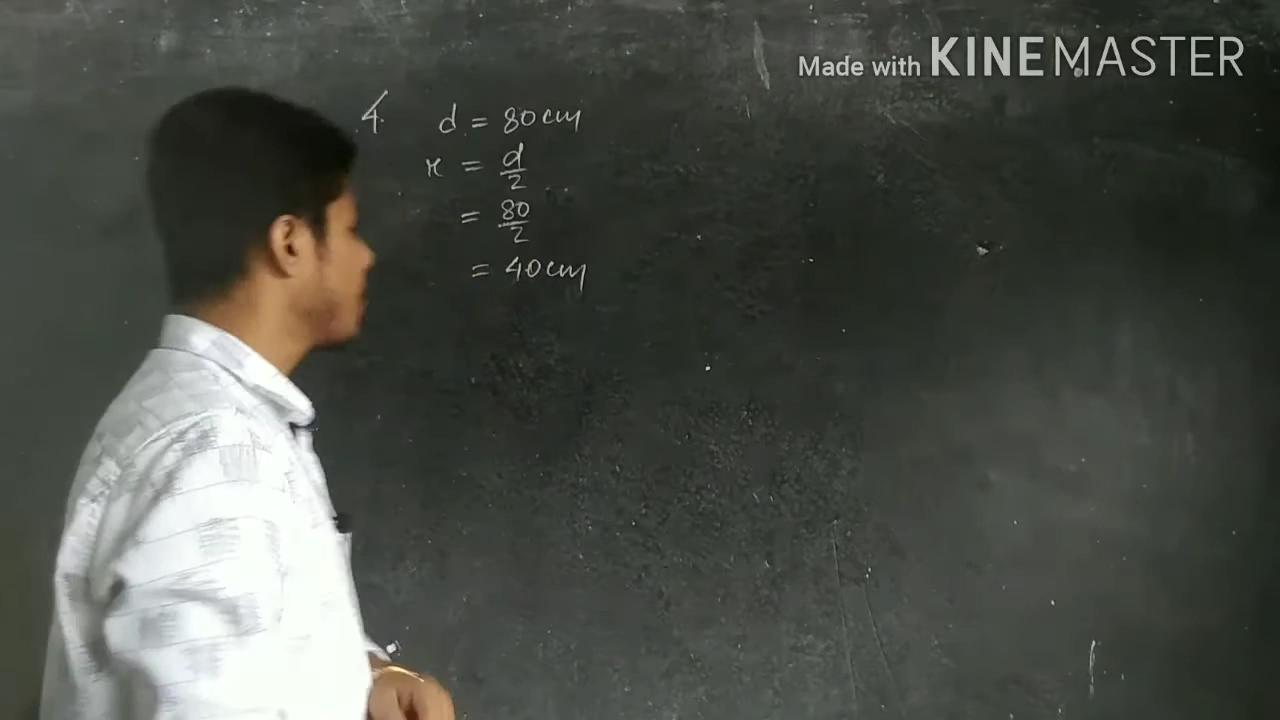 Made with KINEMASTER
4. d = 80 cm
r = d/2
= 80/2
= 40 cm